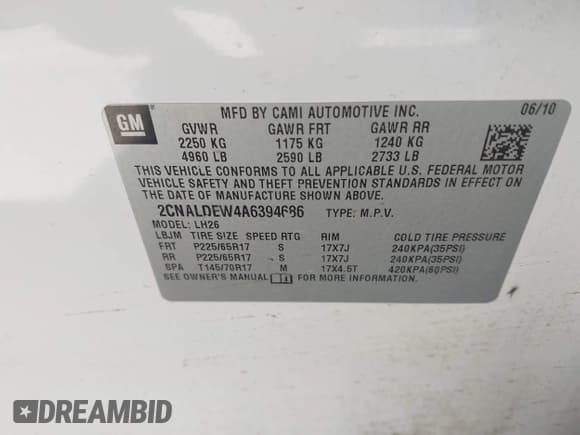 GM
MFD BY CAMI AUTOMOTIVE INC. 06/10
GVWR GAWR FRT GAWR RR
2250 KG 1175 KG 1240 KG
4960 LB 2590 LB 2733 LB
THIS VEHICLE CONFORMS TO ALL APPLICABLE U.S. FEDERAL MOTOR
VEHICLE SAFETY AND THEFT PREVENTION STANDARDS IN EFFECT ON
THE DATE OF MANUFACTURE SHOWN ABOVE.
2CNALDEW4A6394686 TYPE: M.P.V.
MODEL: LH26
LBJM TIRE SIZE SPEED RTG RIM COLD TIRE PRESSURE
FRT P225/65R17 S 17X7J 240KPA(35PSI)
RR P225/65R17 S 17X7J 240KPA(35PSI)
SPA T145/70R17 M 17X4.5T 420KPA(60PSI)
SEE OWNER'S MANUAL FOR MORE INFORMATION.
DREAMBID